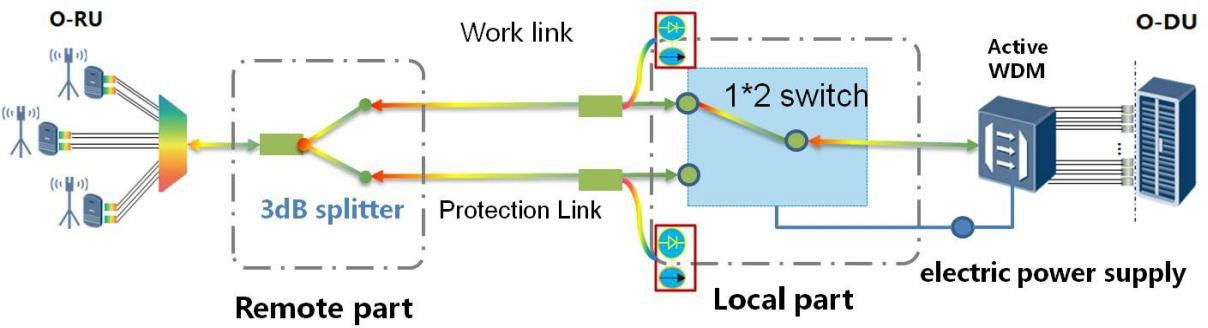 O-RU
Work link
O-DU
Active
WDM
1*2 switch
3dB splitter
Protection Link
electric power supply
Remote part
Local part